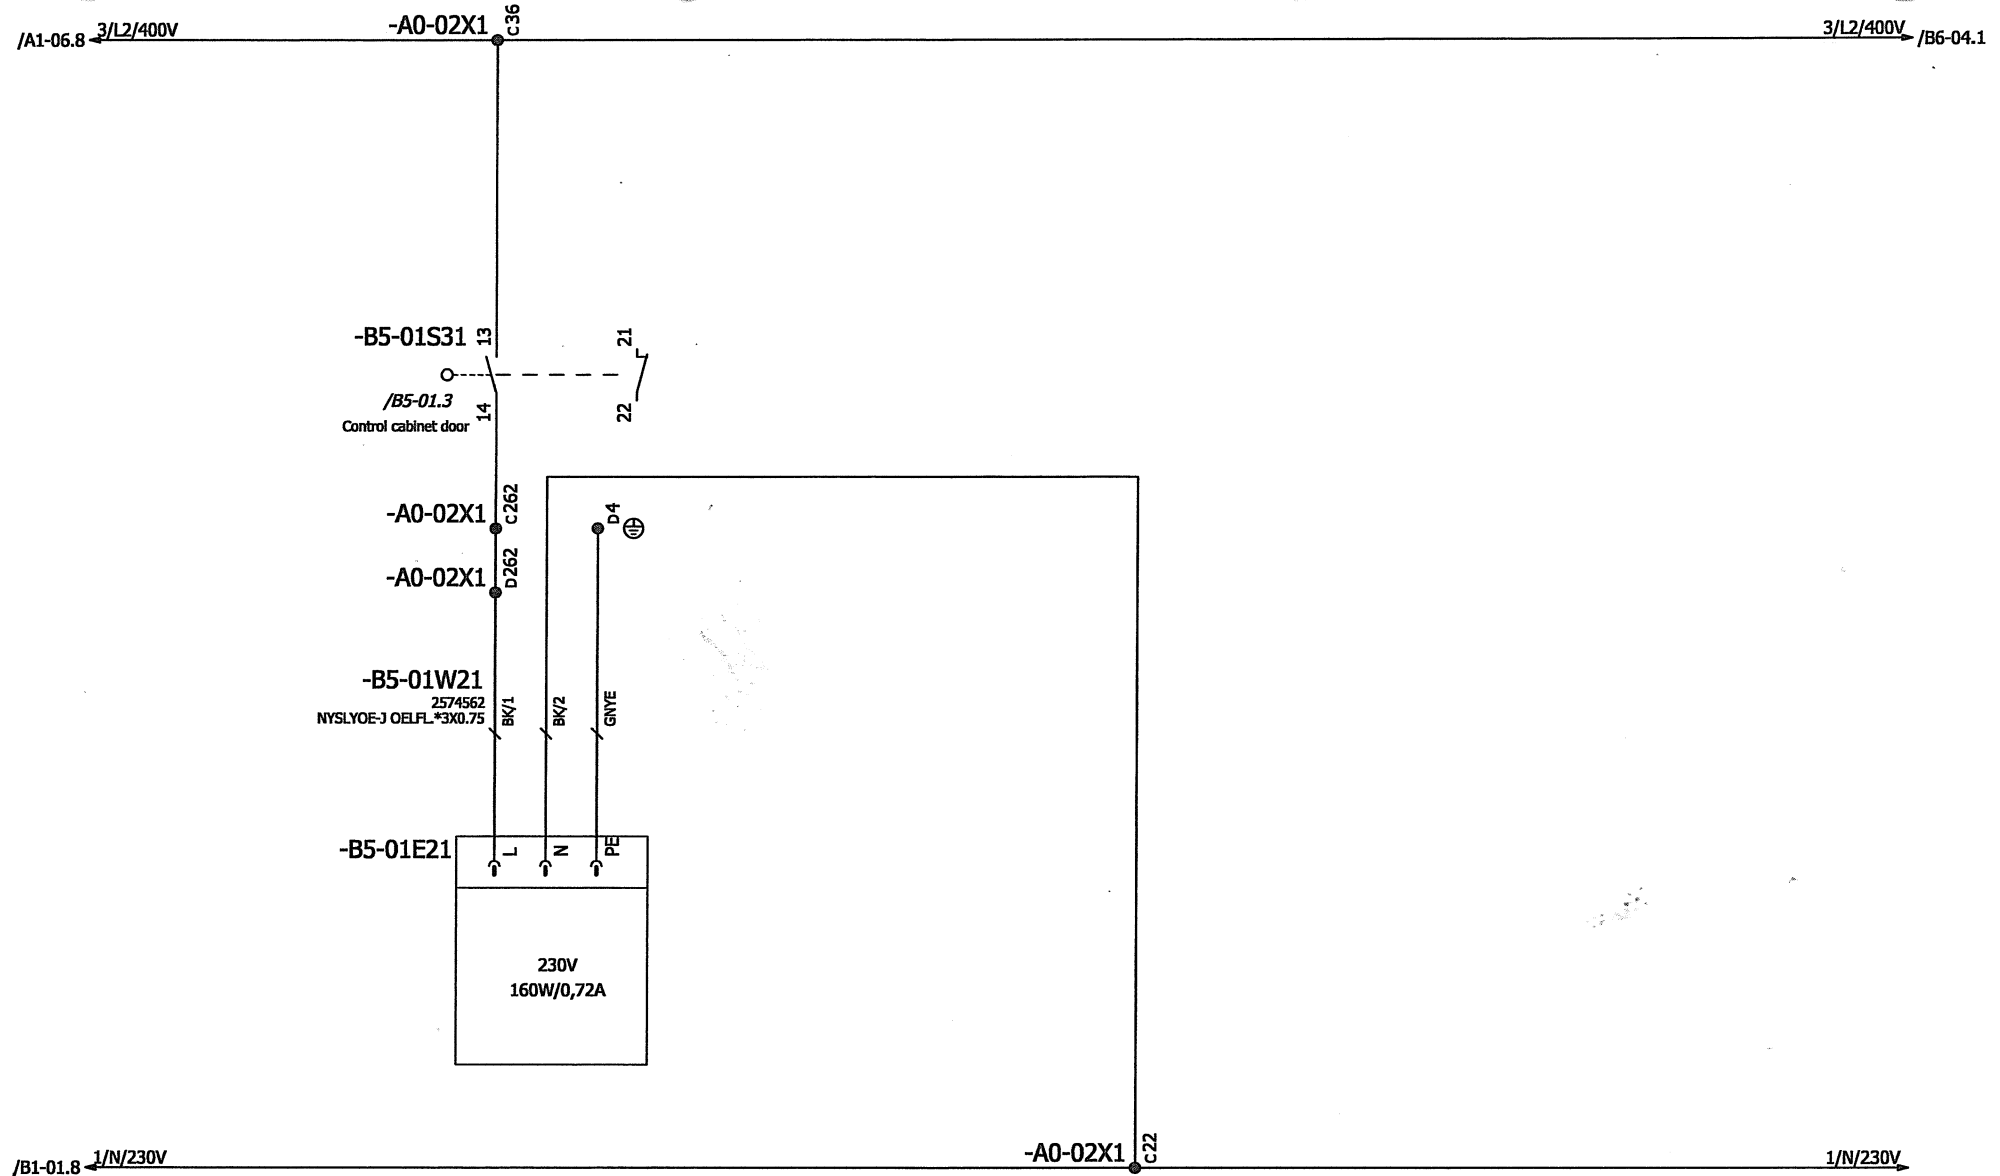 -A0-02X1 C36
/A1-06.8 3/L2/400V 3/L2/400V /B6-04.1
-B5-01S31 13 21
/B5-01.3
14 22
Control cabinet door
-A0-02X1 C262 D4
-A0-02X1 D262
-B5-01W21
2574562
NYSLYOE-J OELFL.*3X0.75 BK/1 BK/2 GNYE
-B5-01E21 L N PE
230V
160W/0,72A
-A0-02X1 C22
/B1-01.8 1/N/230V 1/N/230V